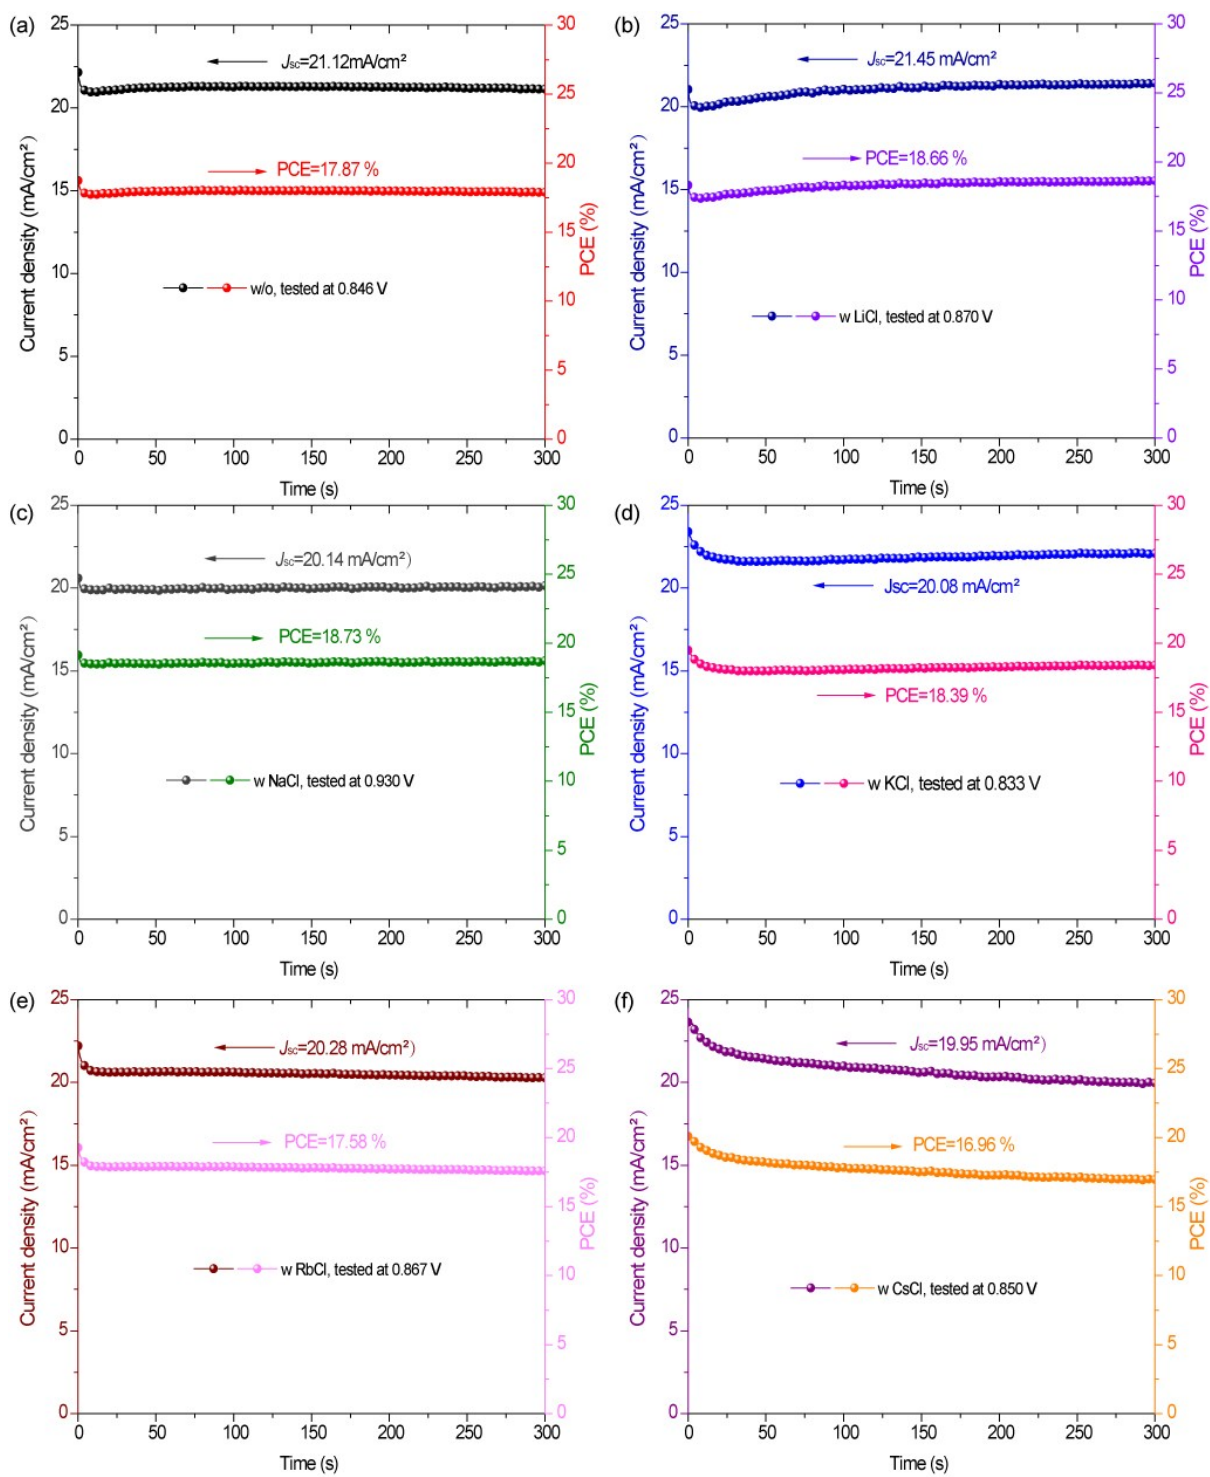 (a)
J_sc=21.12mA/cm²
PCE=17.87 %
w/o, tested at 0.846 V
Current density (mA/cm²)
PCE (%)
25
20
15
10
5
0
30
25
20
15
10
5
0
0 50 100 150 200 250 300
Time (s)
(b)
J_sc=21.45 mA/cm²
PCE=18.66 %
w LiCl, tested at 0.870 V
Current density (mA/cm²)
PCE (%)
25
20
15
10
5
0
30
25
20
15
10
5
0
0 50 100 150 200 250 300
Time (s)
(c)
J_sc=20.14 mA/cm²)
PCE=18.73 %
w NaCl, tested at 0.930 V
Current density (mA/cm²)
PCE (%)
25
20
15
10
5
0
30
25
20
15
10
5
0
0 50 100 150 200 250 300
Time (s)
(d)
Jsc=20.08 mA/cm²
PCE=18.39 %
w KCl, tested at 0.833 V
Current density (mA/cm²)
PCE (%)
25
20
15
10
5
0
30
25
20
15
10
5
0
0 50 100 150 200 250 300
Time (s)
(e)
J_sc=20.28 mA/cm²)
PCE=17.58 %
w RbCl, tested at 0.867 V
Current density (mA/cm²)
PCE (%)
25
20
15
10
5
0
30
25
20
15
10
5
0
0 50 100 150 200 250 300
Time (s)
(f)
J_sc=19.95 mA/cm²)
PCE=16.96 %
w CsCl, tested at 0.850 V
Current density (mA/cm²)
PCE (%)
25
20
15
10
5
0
30
25
20
15
10
5
0
0 50 100 150 200 250 300
Time (s)